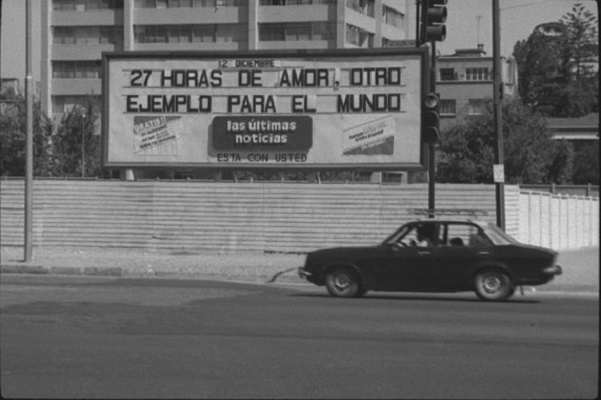 12 DICIEMBRE
27 HORAS DE AMOR, OTRO
EJEMPLO PARA EL MUNDO
las últimas
noticias
ESTA CON USTED